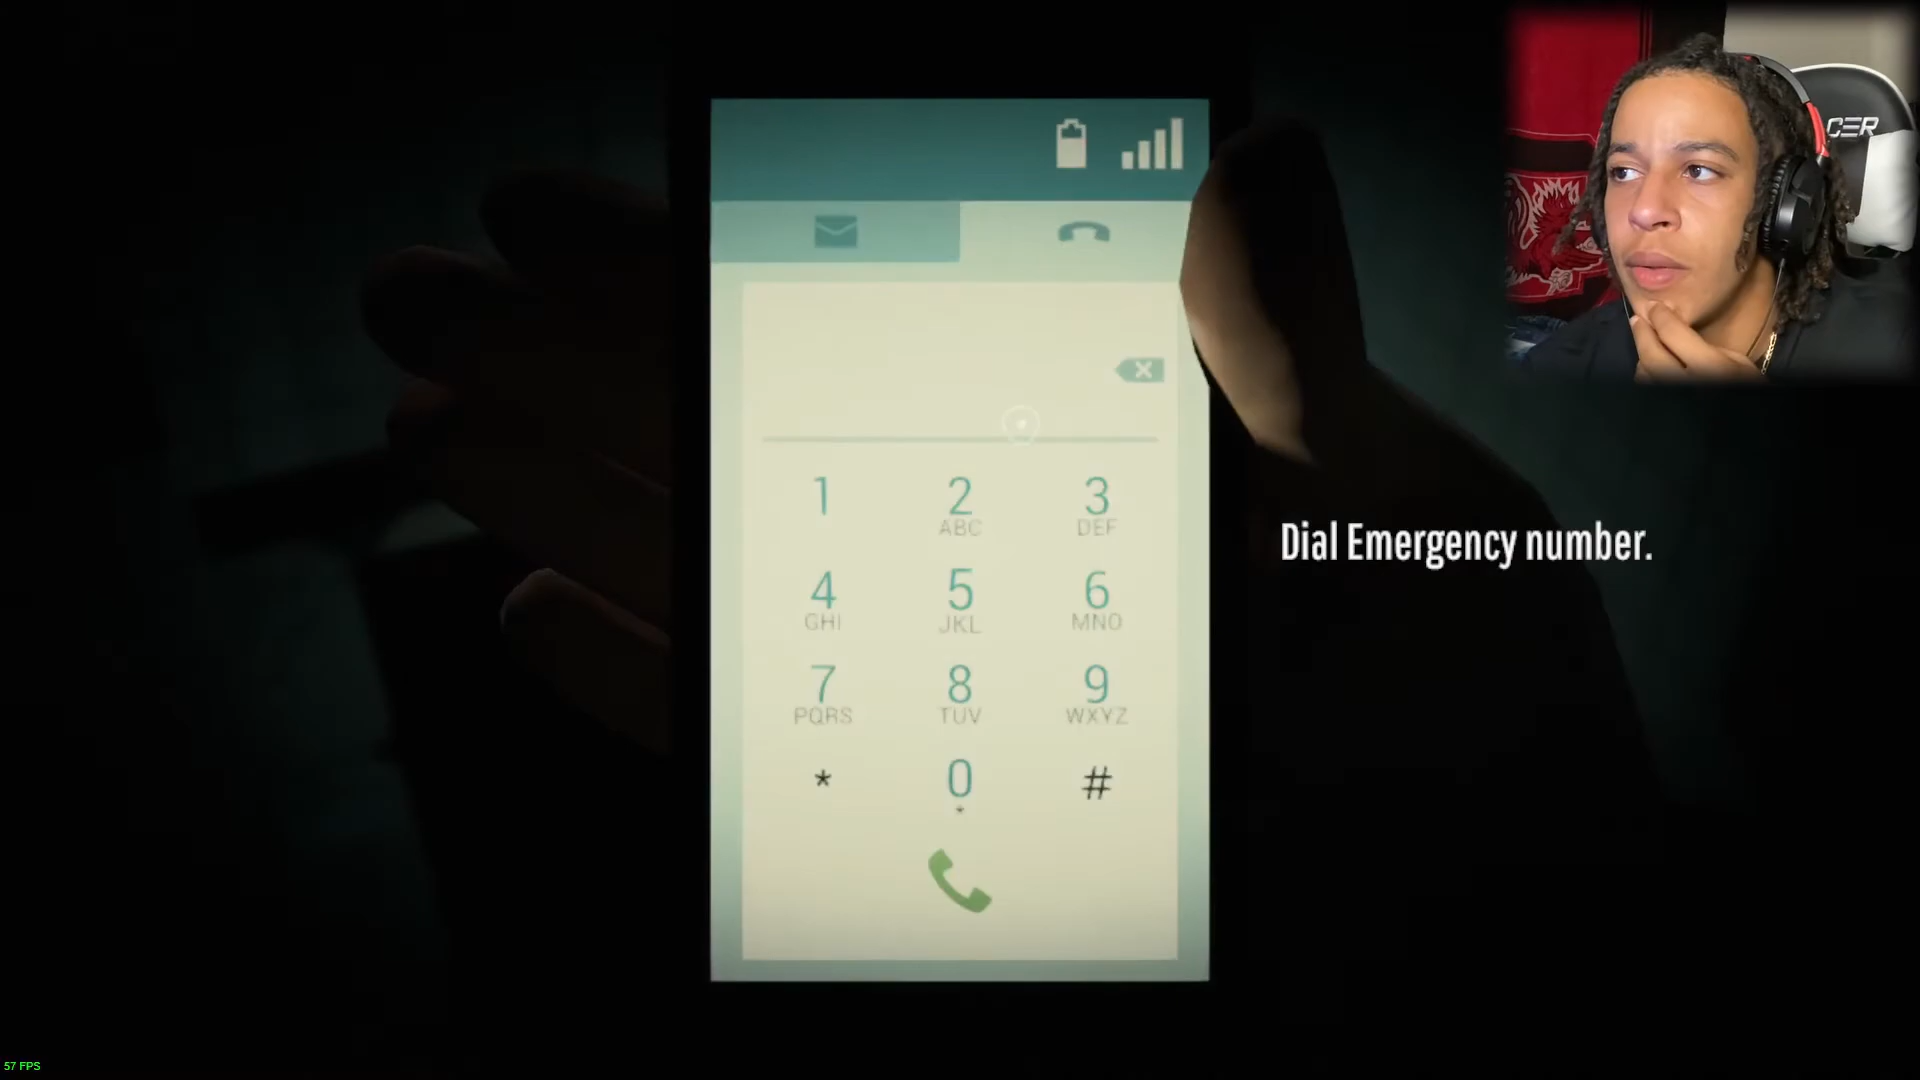 CER
1
2
ABC
3
DEF
4
GHI
5
JKL
6
MNO
7
PQRS
8
TUV
9
WXYZ
*
0
#
Dial Emergency number.
57 FPS